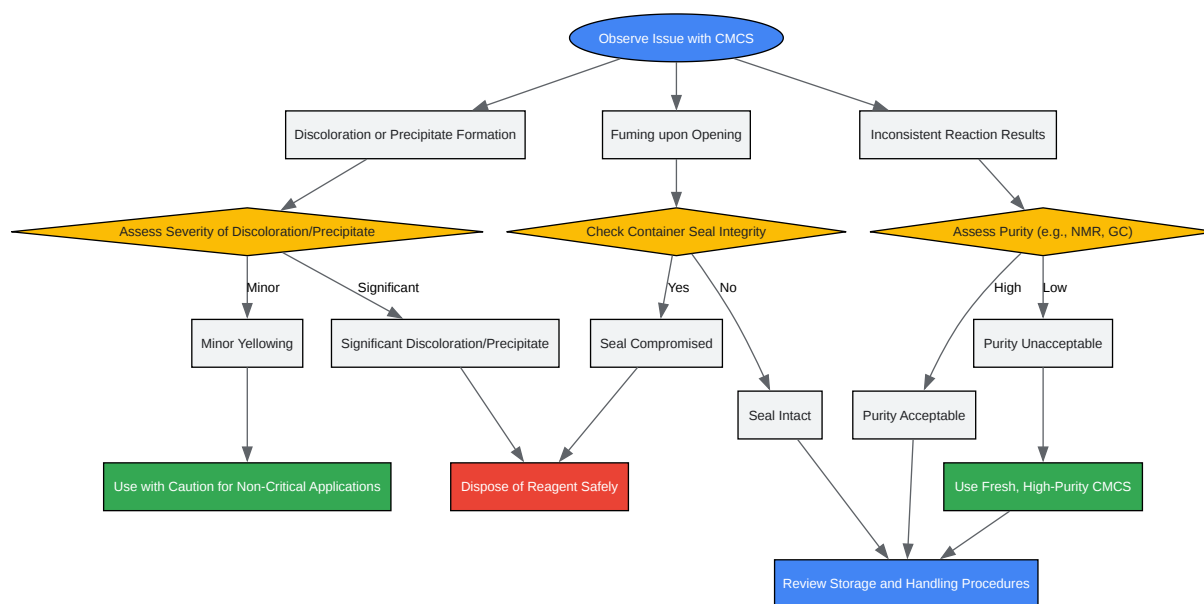 Observe Issue with CMCS
Discoloration or Precipitate Formation
Fuming upon Opening
Inconsistent Reaction Results
Assess Severity of Discoloration/Precipitate
Check Container Seal Integrity
Assess Purity (e.g., NMR, GC)
Minor
Significant
Yes
No
High
Low
Minor Yellowing
Significant Discoloration/Precipitate
Seal Compromised
Purity Unacceptable
Seal Intact
Purity Acceptable
Use with Caution for Non-Critical Applications
Dispose of Reagent Safely
Use Fresh, High-Purity CMCS
Review Storage and Handling Procedures